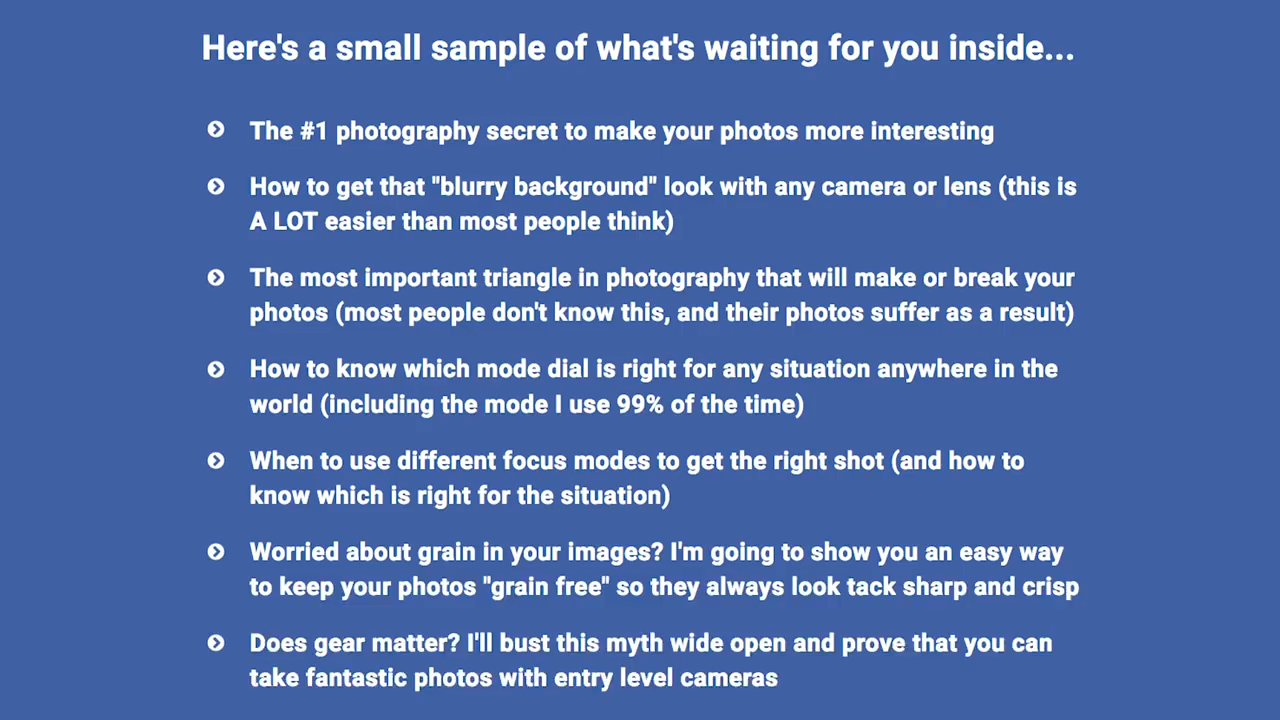 Here's a small sample of what's waiting for you inside...
The #1 photography secret to make your photos more interesting
How to get that "blurry background" look with any camera or lens (this is
A LOT easier than most people think)
The most important triangle in photography that will make or break your
photos (most people don't know this, and their photos suffer as a result)
How to know which mode dial is right for any situation anywhere in the
world (including the mode I use 99% of the time)
When to use different focus modes to get the right shot (and how to
know which is right for the situation)
Worried about grain in your images? I'm going to show you an easy way
to keep your photos "grain free" so they always look tack sharp and crisp
Does gear matter? I'll bust this myth wide open and prove that you can
take fantastic photos with entry level cameras